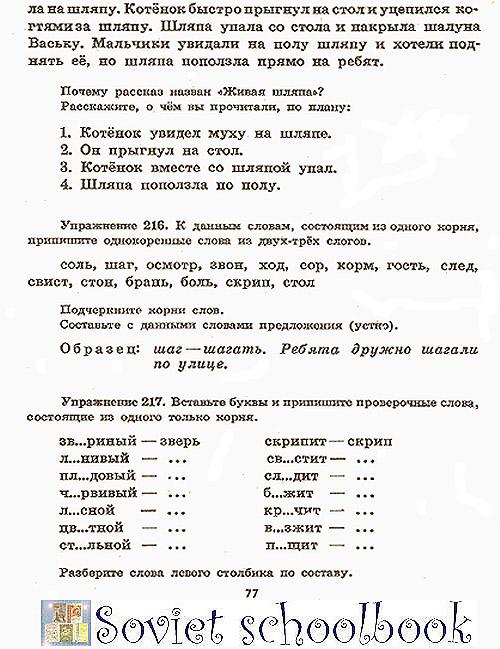 ла на шляпу. Котёнок быстро прыгнул на стол и уцепился ко-
гтями за шляпу. Шляпа упала со стола и накрыла шалуна
Ваську. Мальчики увидали на полу шляпу и хотели под-
нять её, но шляпа поползла прямо на ребят.
Почему рассказ назван «Живая шляпа»?
Расскажите, о чём вы прочитали, по плану:
1. Котёнок увидел муху на шляпе.
2. Он прыгнул на стол.
3. Котёнок вместе со шляпой упал.
4. Шляпа поползла по полу.
Упражнение 216. К данным словам, состоящим из одного корня,
припишите однокоренные слова из двух-трёх слогов.
соль, шаг, осмотр, звон, ход, сор, корм, гость, след,
свист, стон, брань, боль, скрип, стол
Подчеркните корни слов.
Составьте с данными словами предложения (устно).
Образец: шаг — шагать. Ребята дружно шагали
по улице.
Упражнение 217. Вставьте буквы и припишите проверочные слова,
состоящие из одного только корня.
зв...риный — зверь скрипит — скрип
л...нивый — ... св...стит — ...
пл...довый — ... сл...дит — ...
ч...рвивый — ... б...жит — ...
л...сной — ... кр...чит — ...
цв...тной — ... в...зжит — ...
ст...льной — ... п...щит — ...
Разберите слова левого столбика по составу.
77
Soviet schoolbook